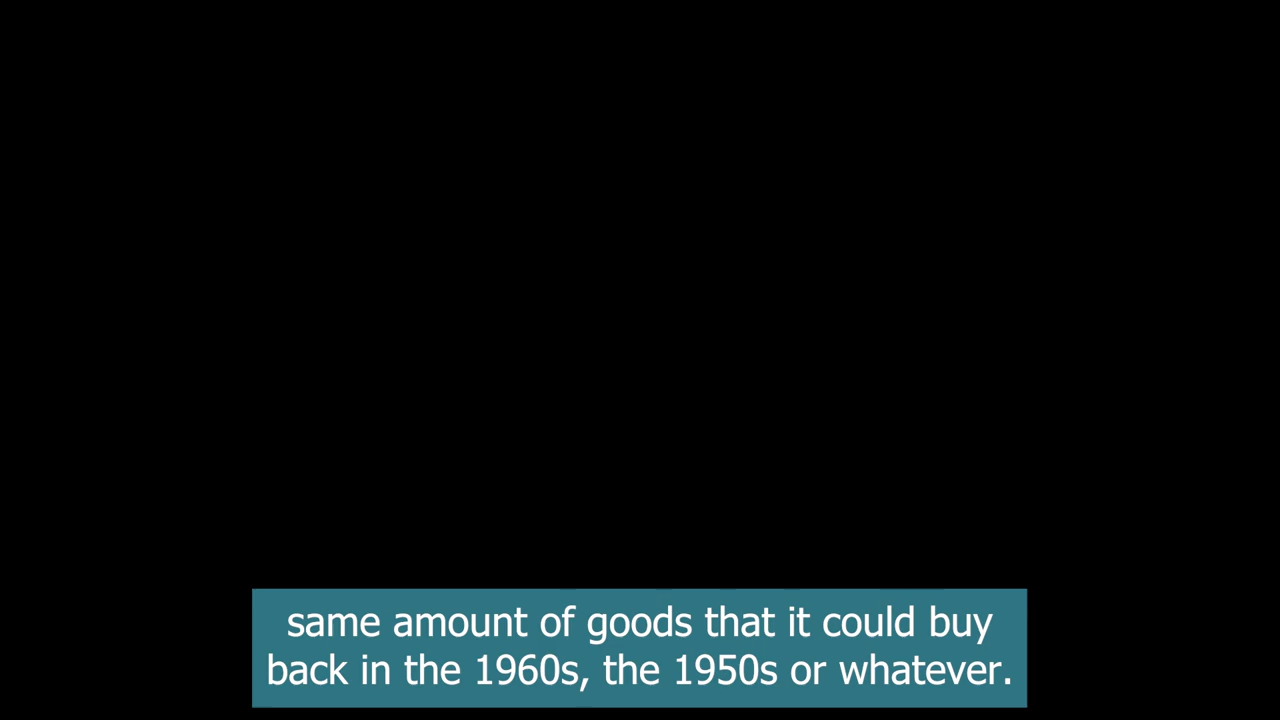 same amount of goods that it could buy
back in the 1960s, the 1950s or whatever.